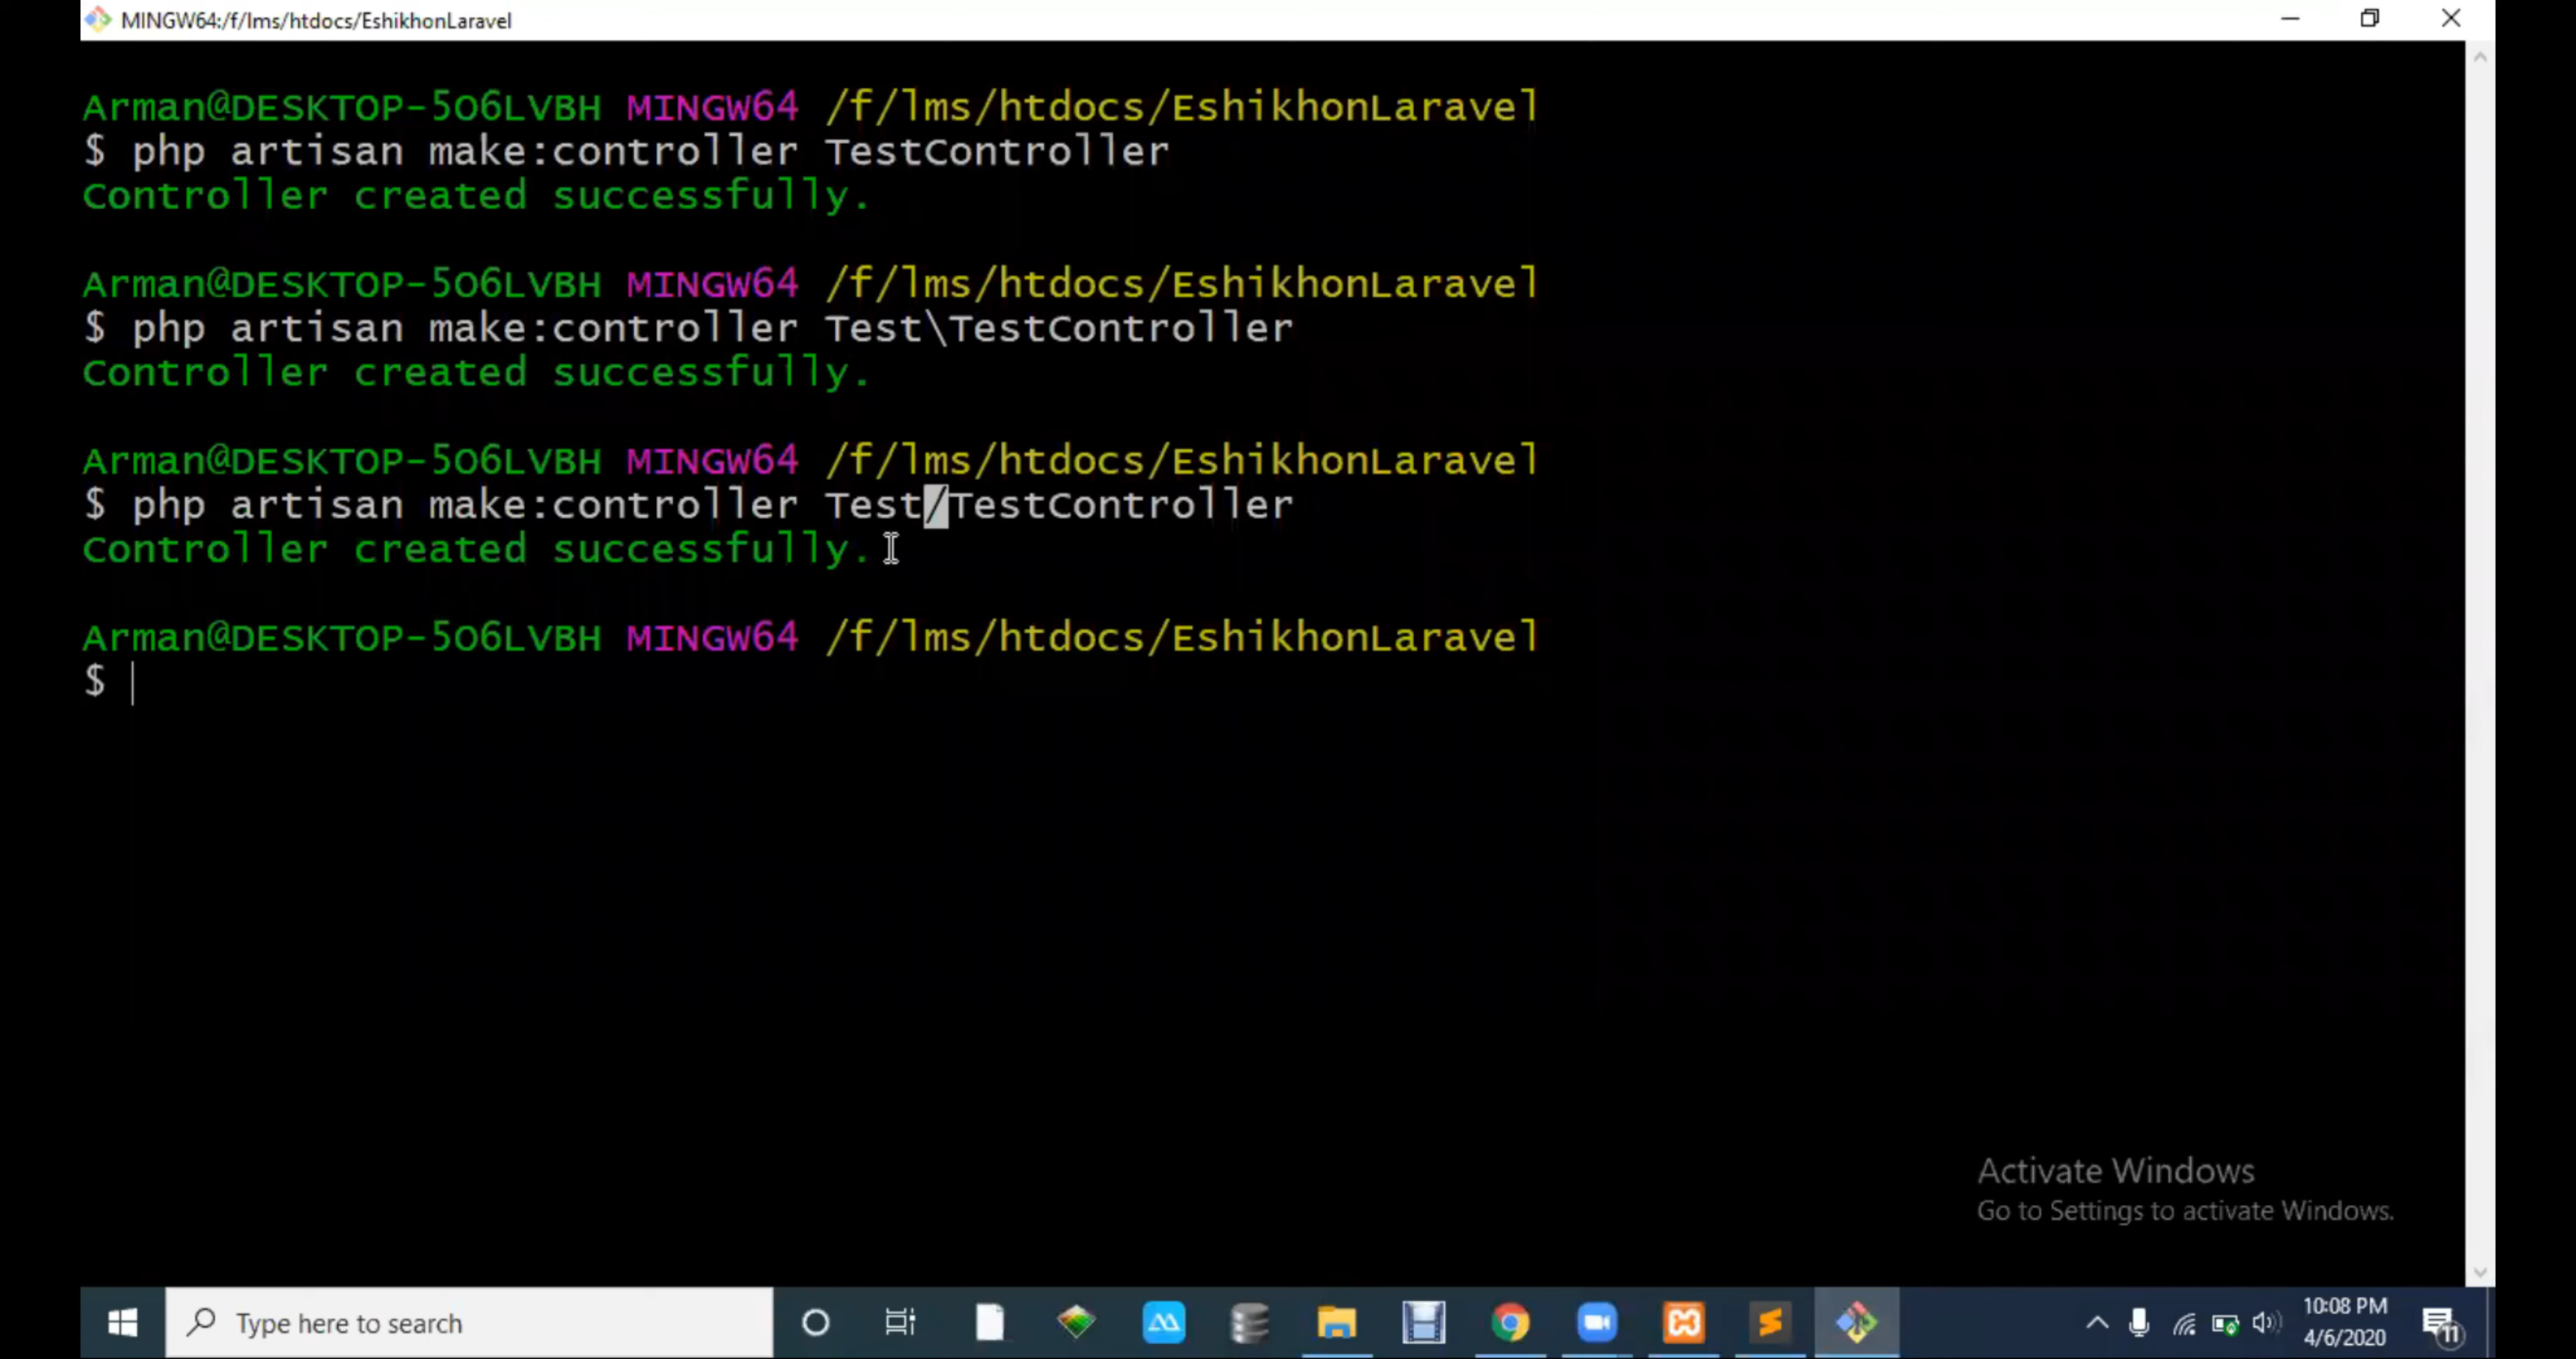 MINGW64:/f/lms/htdocs/EshikhonLaravel
Arman@DESKTOP-5O6LVBH MINGW64 /f/lms/htdocs/EshikhonLaravel
$ php artisan make:controller TestController
Controller created successfully.
Arman@DESKTOP-5O6LVBH MINGW64 /f/lms/htdocs/EshikhonLaravel
$ php artisan make:controller Test\TestController
Controller created successfully.
Arman@DESKTOP-5O6LVBH MINGW64 /f/lms/htdocs/EshikhonLaravel
$ php artisan make:controller Test/TestController
Controller created successfully.
Arman@DESKTOP-5O6LVBH MINGW64 /f/lms/htdocs/EshikhonLaravel
$
Activate Windows
Go to Settings to activate Windows.
Type here to search
10:08 PM
4/6/2020
11